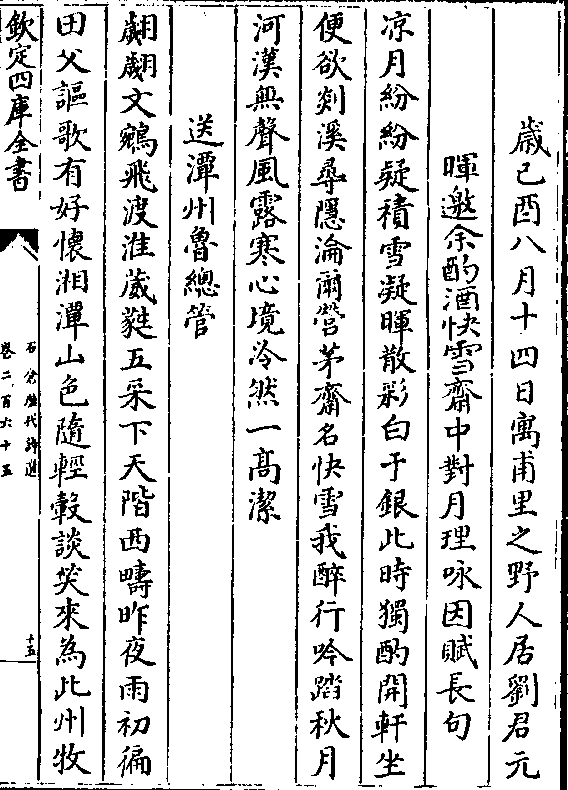 歲己酉八月十四日寓甫里之野人居劉君元
暉邀余酌酒快雪齋中對月理咏因賦長句
凉月紛紛疑積雪凝暉散彩白于銀此時獨酌開軒坐
便欲剡溪尋隱淪爾營茅齋名快雪我醉行吟踏秋月
河漢無聲風露寒心境泠然一高潔
送潭州魯總管
翩翩文鷁飛渡淮葳蕤五采下天階西疇昨夜雨初徧
田父謳歌有好懷湘潭山色隨輕轂談笑來為此州牧
欽定四庫全書
石倉歷代詩選
卷二百六十五
十五